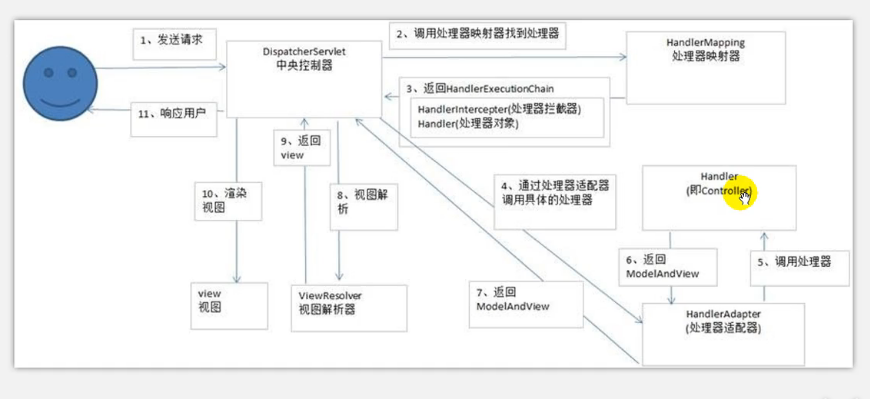 1、发送请求
DispatcherServlet
中央控制器
2、调用处理器映射器找到处理器
HandlerMapping
处理器映射器
3、返回HandlerExecutionChain
HandlerIntercepter(处理器拦截器)
Handler(处理器对象)
11、响应用户
9、返回
view
10、渲染
视图
8、视图解
析
4、通过处理器适配器
调用具体的处理器
Handler
(即Controller)
6、返回
ModelAndView
5、调用处理器
7、返回
ModelAndView
view
视图
ViewResolver
视图解析器
HandlerAdapter
(处理器适配器)